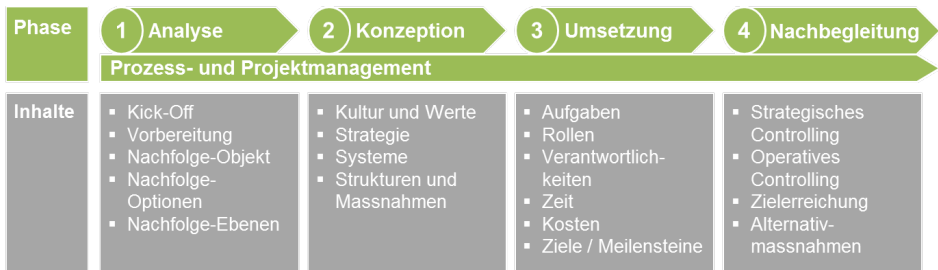 Phase
1 Analyse
2 Konzeption
3 Umsetzung
4 Nachbegleitung
Prozess- und Projektmanagement
Inhalte
▪ Kick-Off
▪ Vorbereitung
▪ Nachfolge-Objekt
▪ Nachfolge-
Optionen
▪ Nachfolge-Ebenen
▪ Kultur und Werte
▪ Strategie
▪ Systeme
▪ Strukturen und
Massnahmen
▪ Aufgaben
▪ Rollen
▪ Verantwortlich-
keiten
▪ Zeit
▪ Kosten
▪ Ziele / Meilensteine
▪ Strategisches
Controlling
▪ Operatives
Controlling
▪ Zielerreichung
▪ Alternativ-
massnahmen